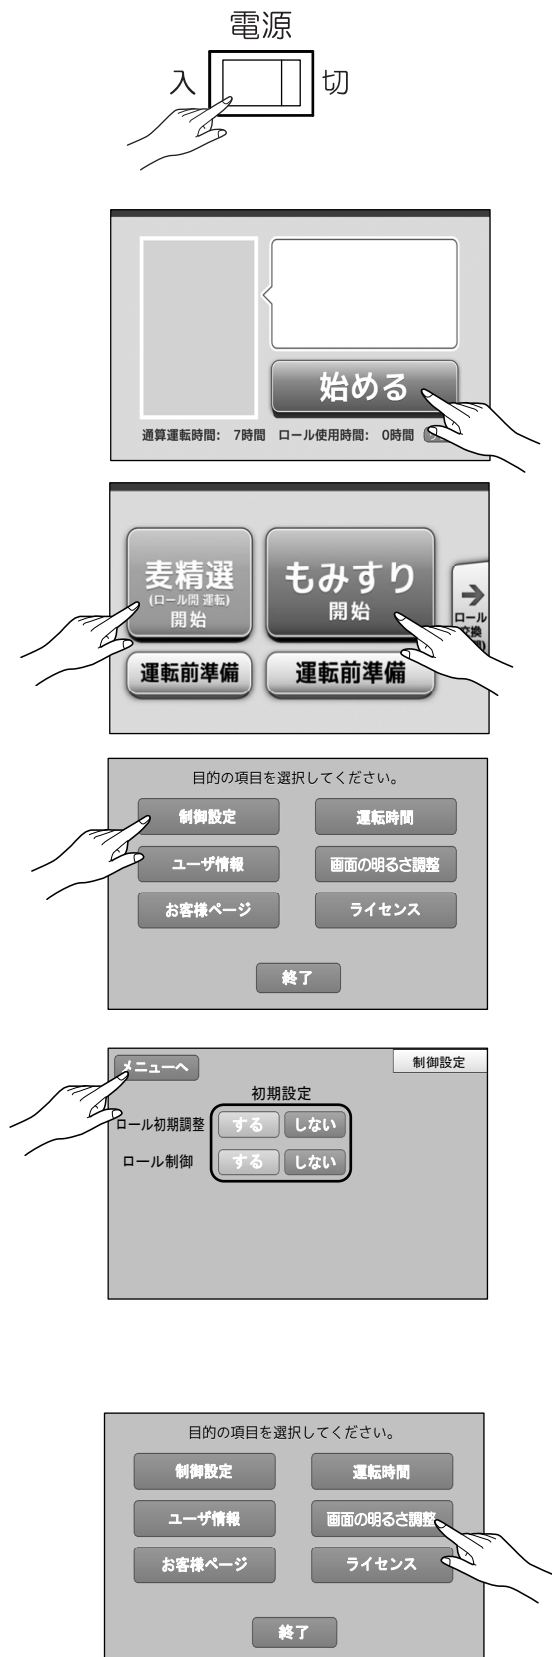 電源
入 切
始める
通算運転時間: 7時間 ロール使用時間: 0時間
麦精選
(ロール開 運転)
開始
もみすり
開始
ロール
交換
運転前準備 運転前準備
目的の項目を選択してください。
制御設定 運転時間
ユーザ情報 画面の明るさ調整
お客様ページ ライセンス
終了
メニューへ 制御設定
初期設定
ロール初期調整 する しない
ロール制御 する しない
目的の項目を選択してください。
制御設定 運転時間
ユーザ情報 画面の明るさ調整
お客様ページ ライセンス
終了